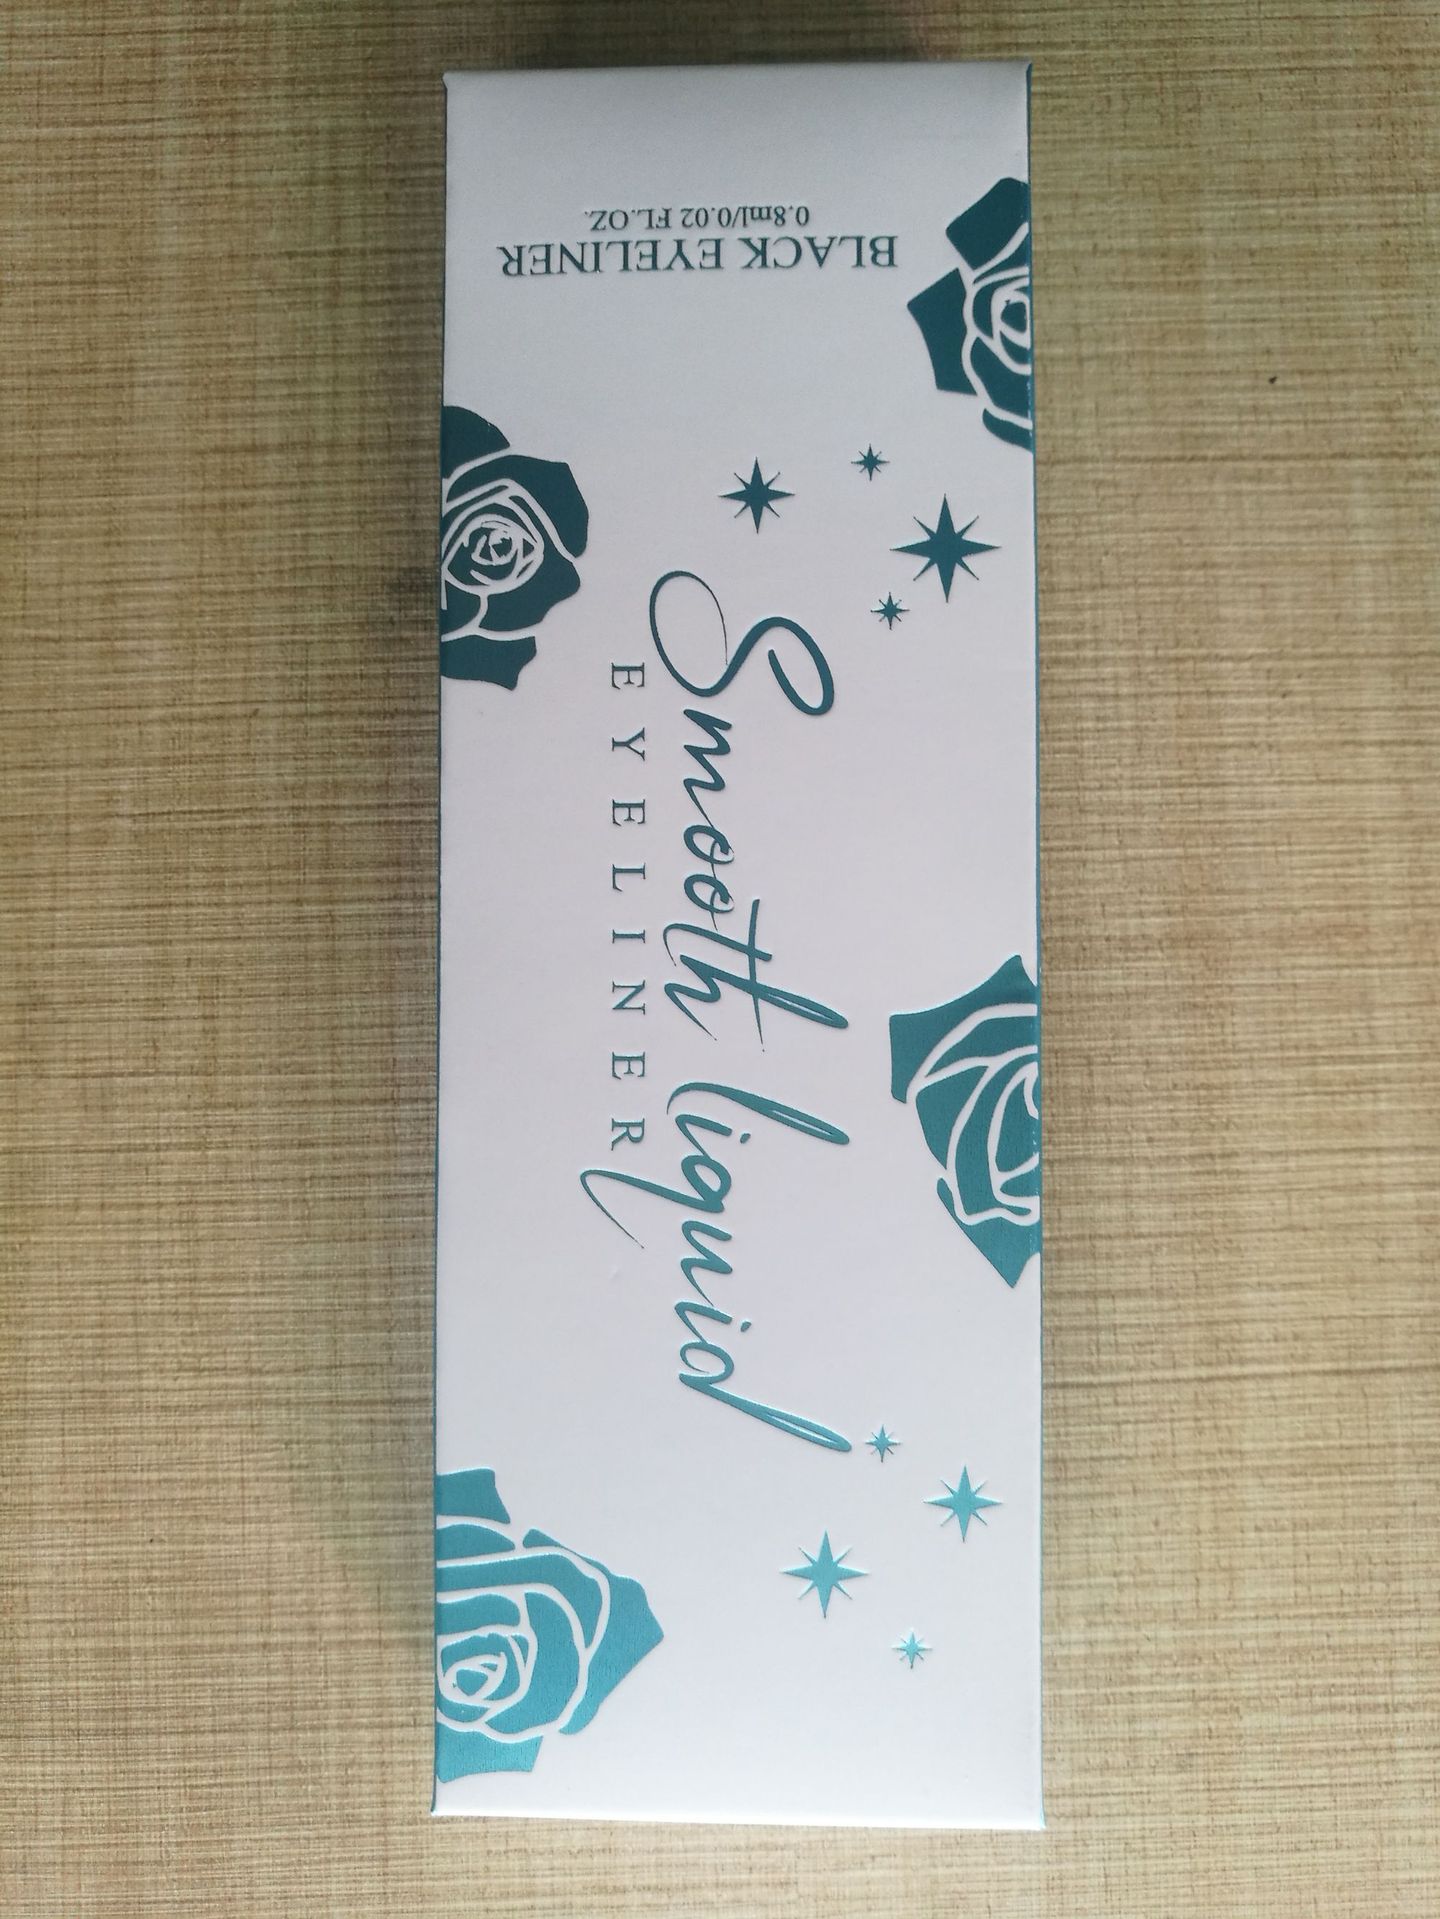 Smooth liquid
EYELINER
BLACK EYELINER
0.8ml/0.02 FL.OZ.